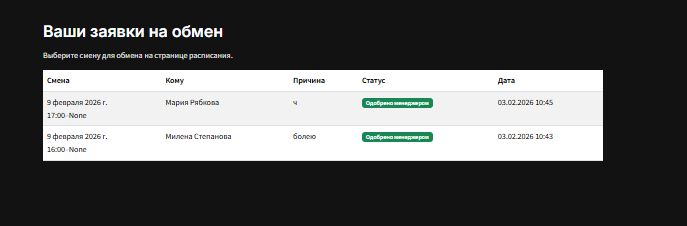 Ваши заявки на обмен
Выберите смену для обмена на странице расписания.
Смена Кому Причина Статус Дата
9 февраля 2026 г. Мария Рябкова ч Одобрено менеджером 03.02.2026 10:45
17:00–None
9 февраля 2026 г. Милена Степанова болею Одобрено менеджером 03.02.2026 10:43
16:00–None